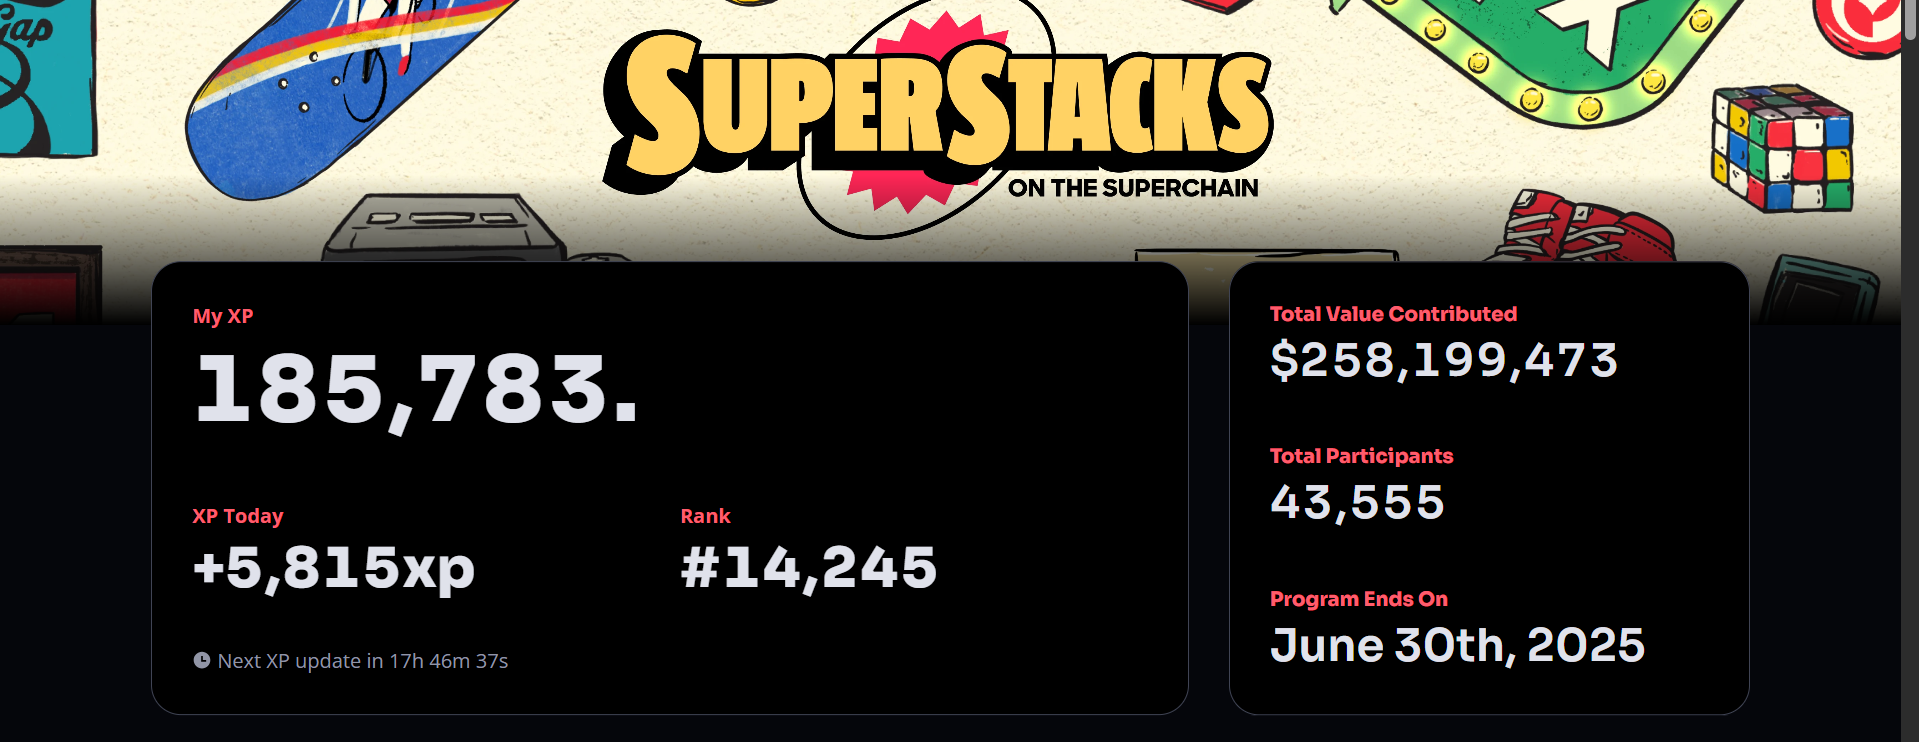 Gap
SUPERSTACKS
ON THE SUPERCHAIN
My XP
185,783.
XP Today
+5,815xp
Rank
#14,245
Next XP update in 17h 46m 37s
Total Value Contributed
$258,199,473
Total Participants
43,555
Program Ends On
June 30th, 2025